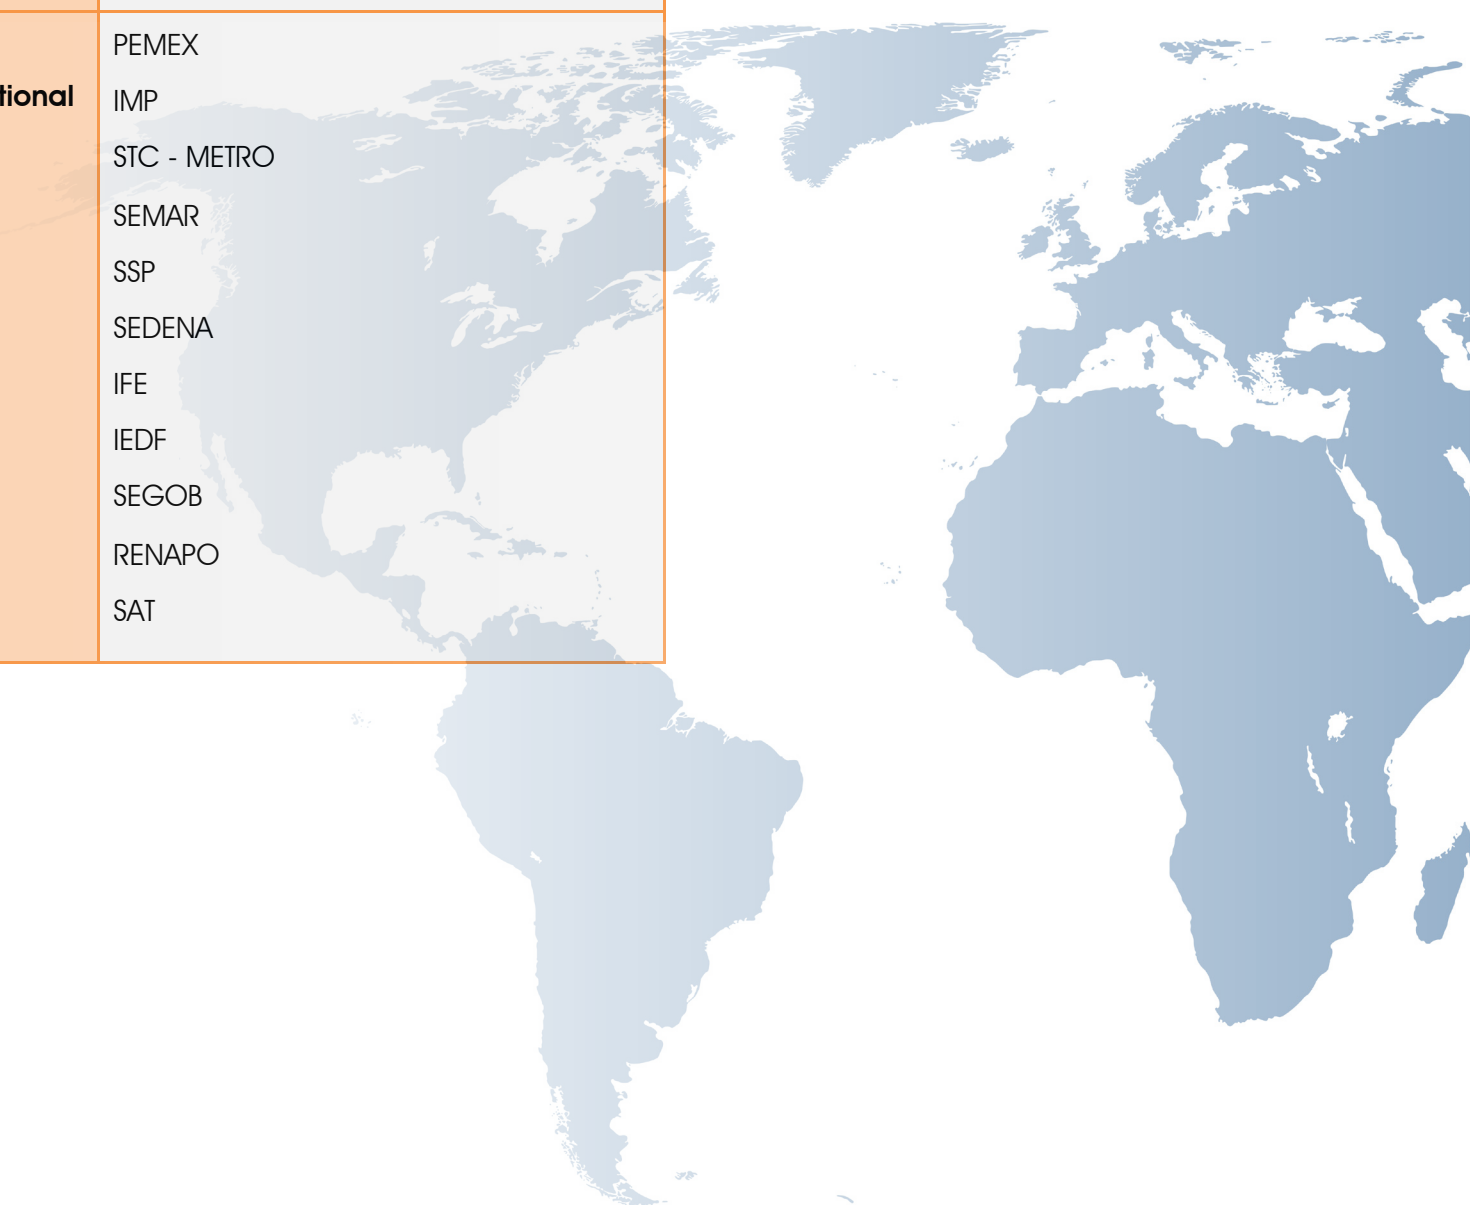 PEMEX
tional
IMP
STC - METRO
SEMAR
SSP
SEDENA
IFE
IEDF
SEGOB
RENAPO
SAT